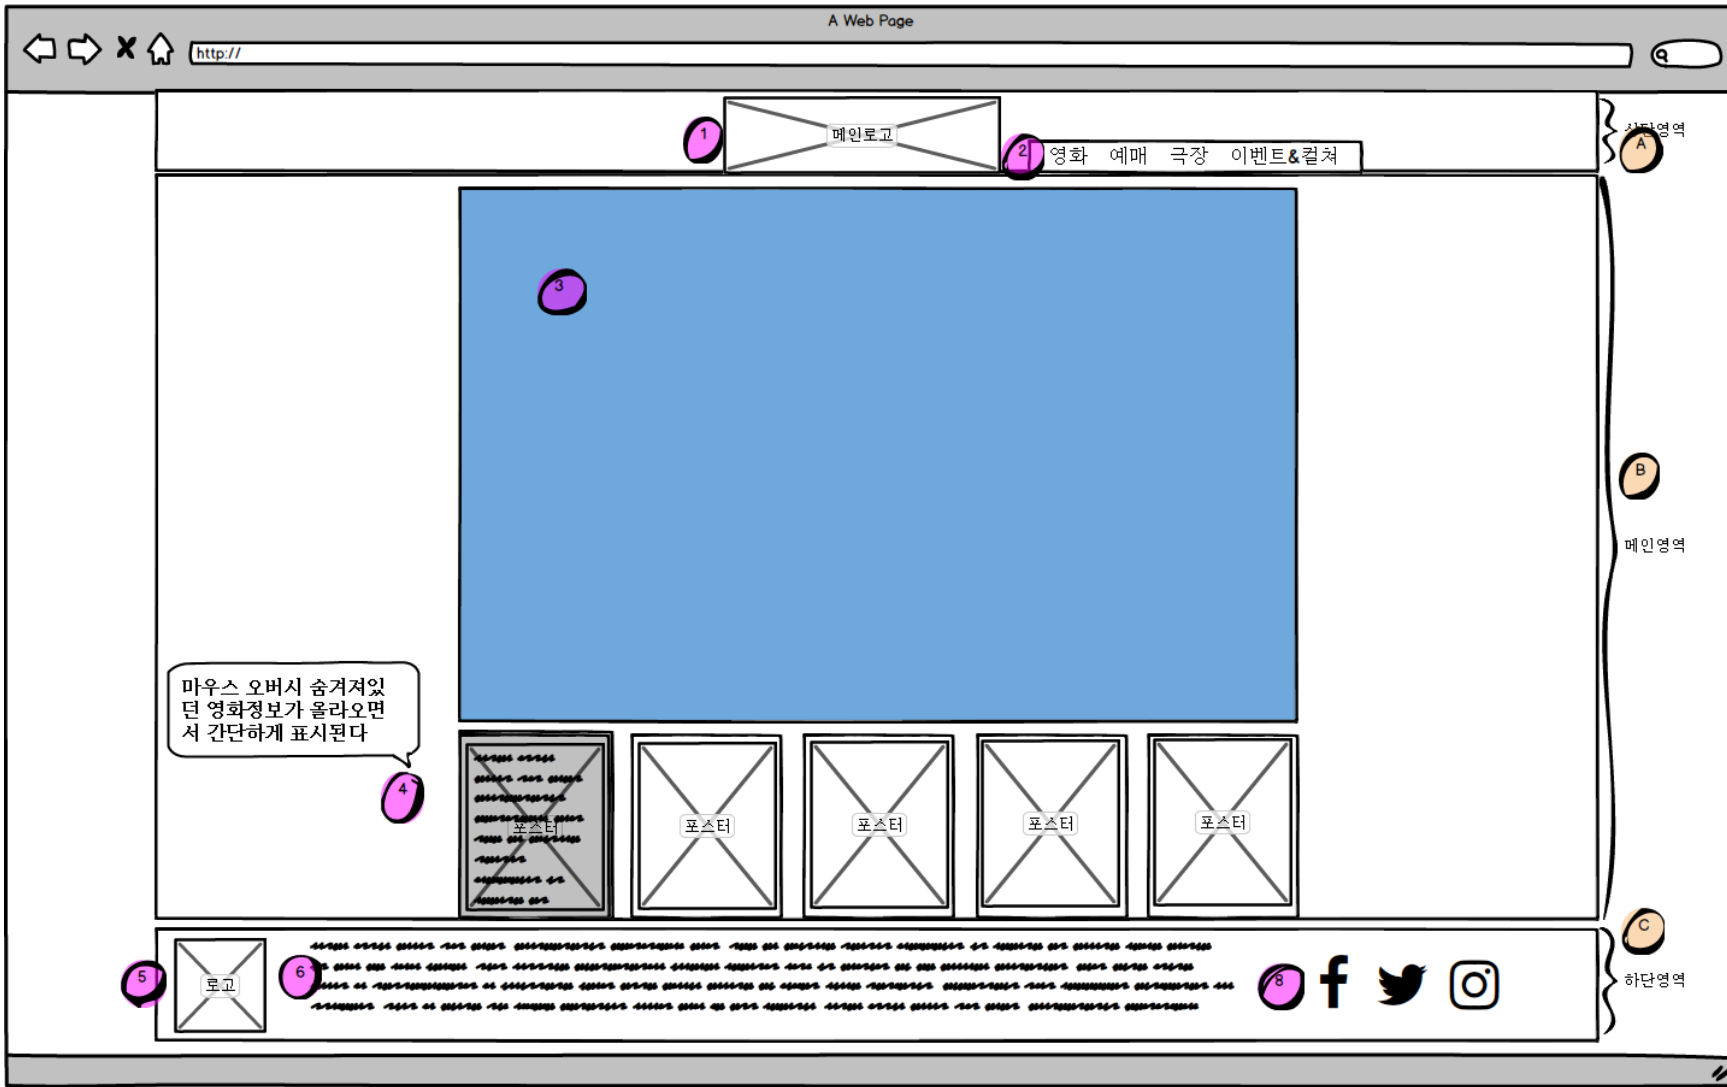 A Web Page
http://
1
메인로고
2
영화 예매 극장 이벤트&컬쳐
상단영역
A
3
B
메인영역
마우스 오버시 숨겨져있
던 영화정보가 올라오면
서 간단하게 표시된다
4
포스터
포스터
포스터
포스터
포스터
C
5
로고
6
8
하단영역